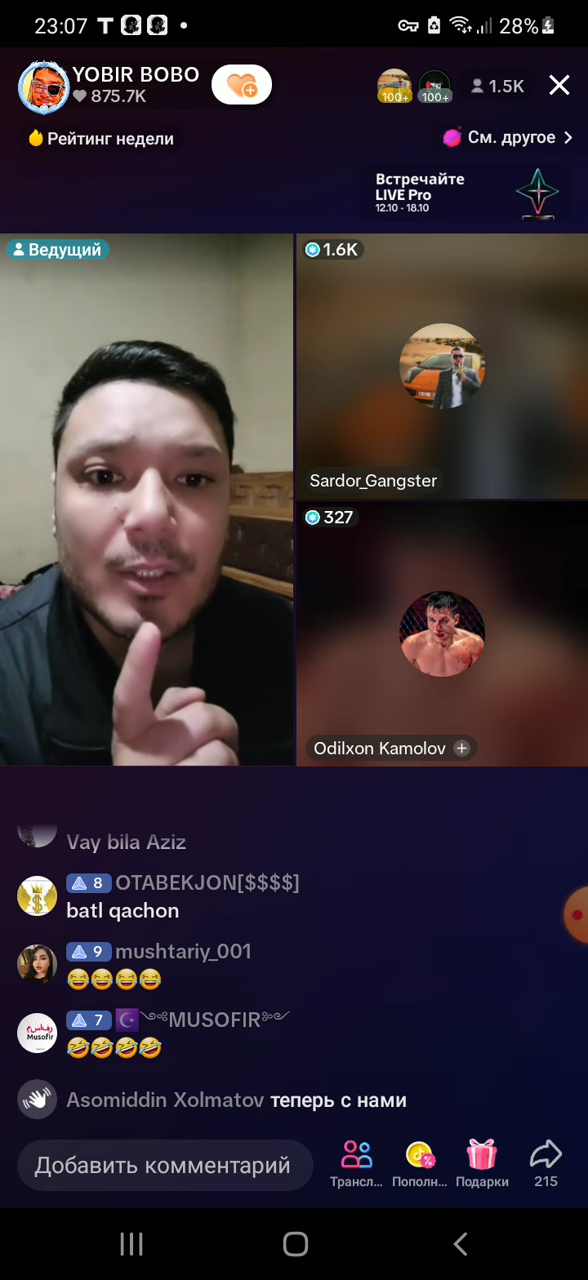 23:07
28%
YOBIR BOBO
875.7K
100+
100+
1.5K
Рейтинг недели
См. другое
Встречайте
LIVE Pro
12.10 - 18.10
Ведущий
1.6K
Sardor_Gangster
327
Odilxon Kamolov
Vay bila Aziz
8 OTABEKJON[$$$$]
batl qachon
9 mushtariy_001
😂😂😂😂
Musofir
7 ☪️༺MUSOFIR༻
🤣🤣🤣🤣
Asomiddin Xolmatov теперь с нами
Добавить комментарий
Трансл...
Пополн...
Подарки
215